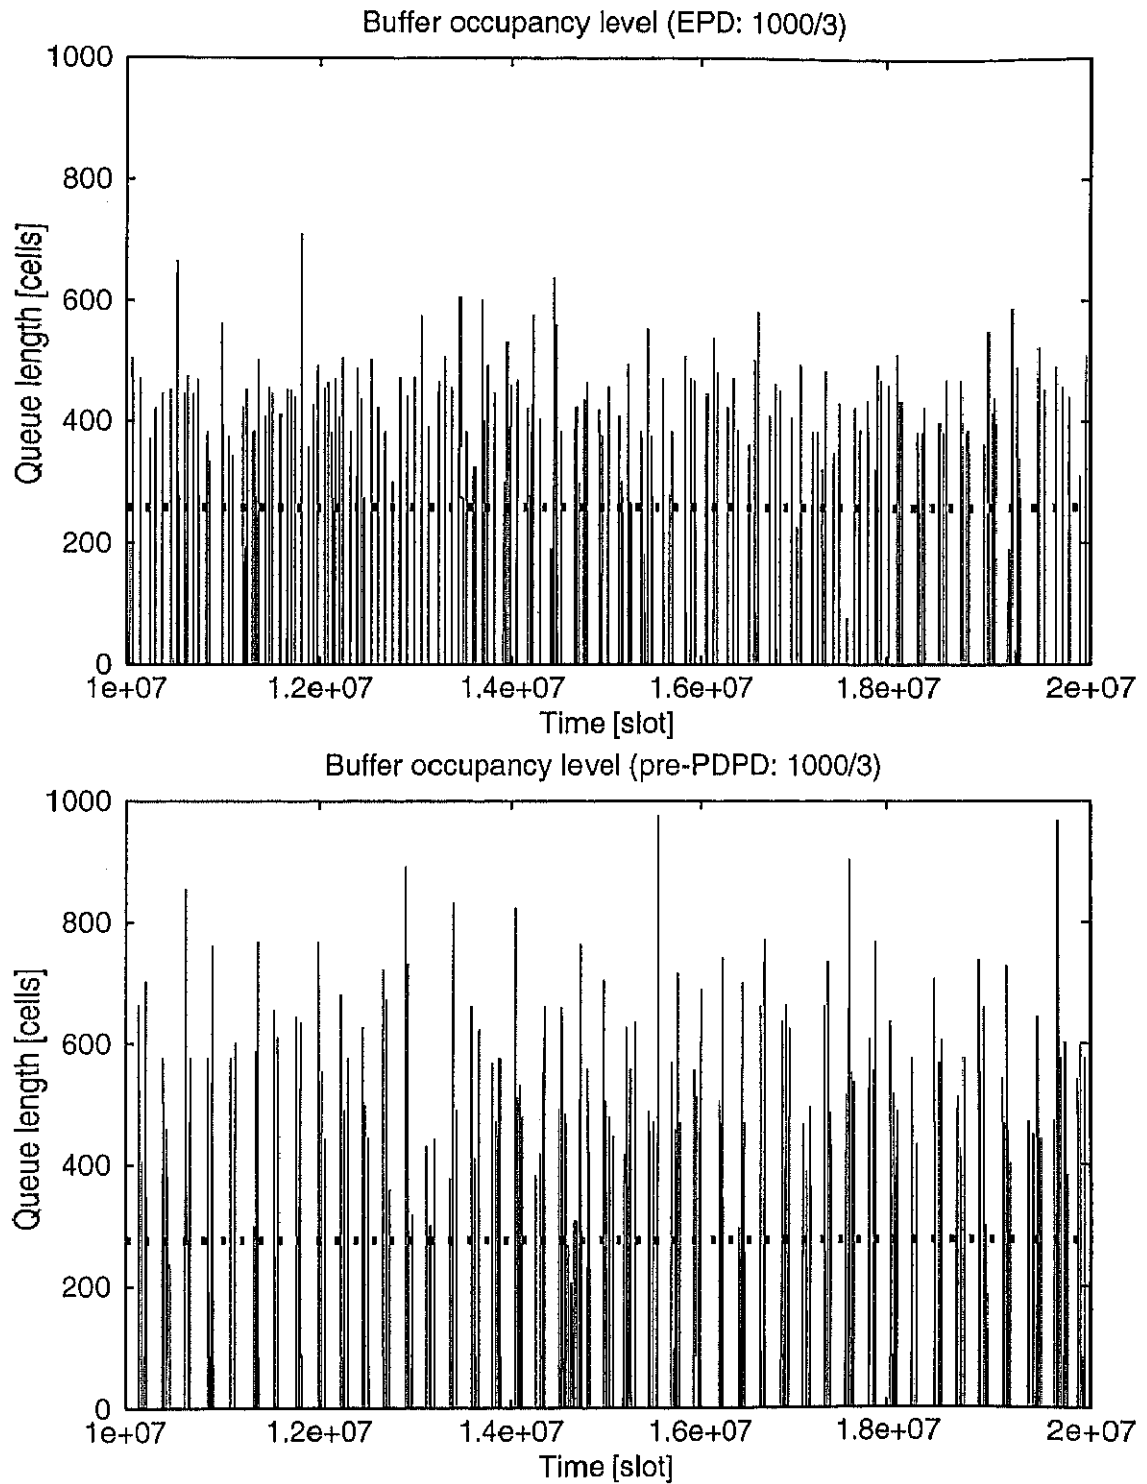 Buffer occupancy level (EPD: 1000/3)
1000
800
600
400
200
0
Queue length [cells]
1e+07
1.2e+07
1.4e+07
1.6e+07
1.8e+07
2e+07
Time [slot]
Buffer occupancy level (pre-PDPD: 1000/3)
1000
800
600
400
200
0
Queue length [cells]
1e+07
1.2e+07
1.4e+07
1.6e+07
1.8e+07
2e+07
Time [slot]